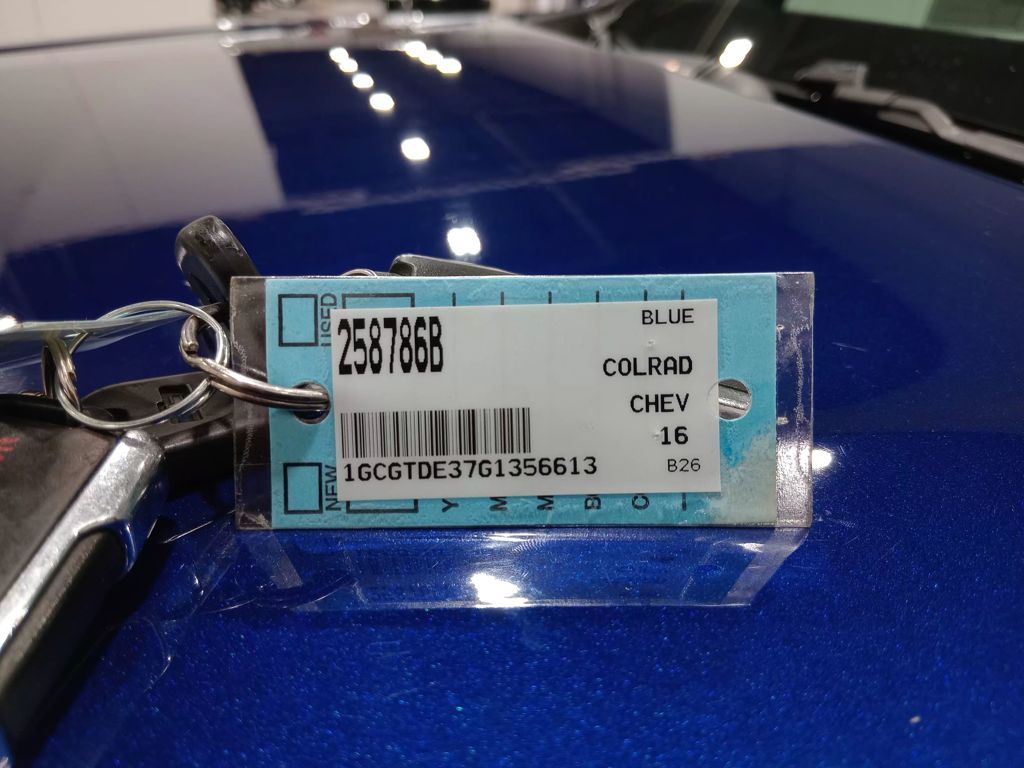 USED
258786B
BLUE
COLRAD
CHEV
16
1GCGTDE37G1356613
B26
NEW
Y
M
M